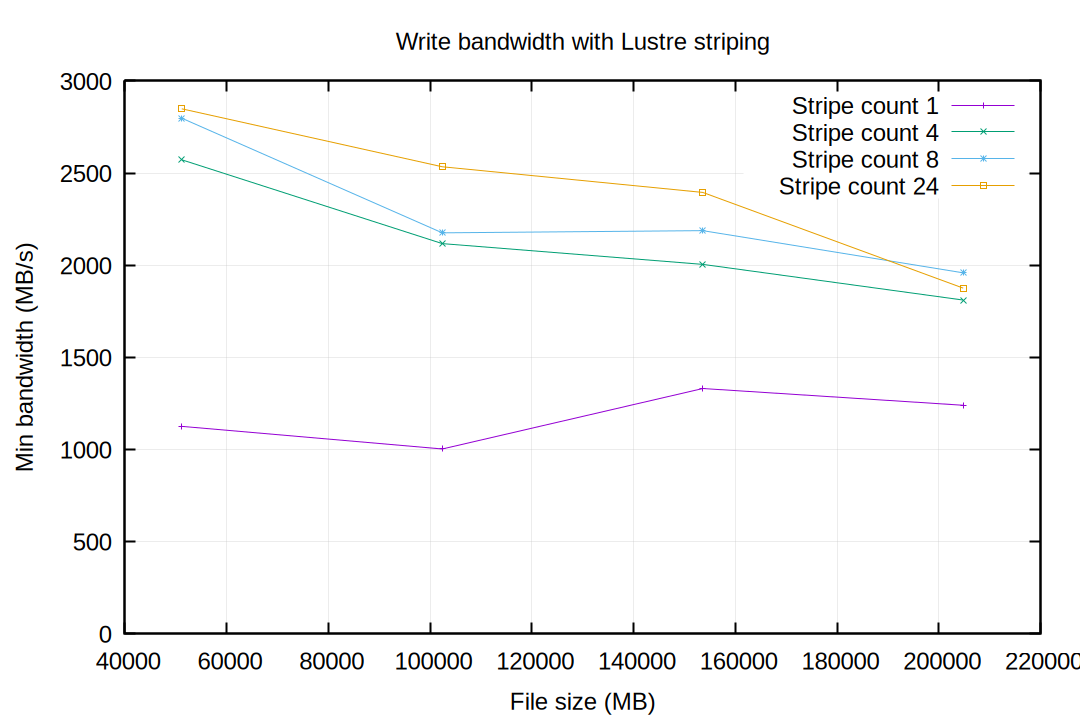 Write bandwidth with Lustre striping
3000
2500
2000
1500
1000
500
0
Min bandwidth (MB/s)
Stripe count 1
Stripe count 4
Stripe count 8
Stripe count 24
40000 60000 80000 100000 120000 140000 160000 180000 200000 220000
File size (MB)